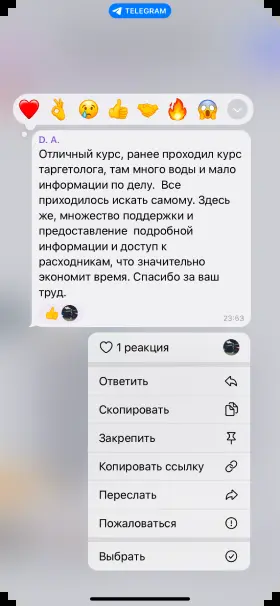 TELEGRAM
D. A.
Отличный курс, ранее проходил курс
таргетолога, там много воды и мало
информации по делу.  Все
приходилось искать самому. Здесь
же, множество поддержки и
предоставление  подробной
информации и доступ к
расходникам, что значительно
экономит время. Спасибо за ваш
труд.
23:53
1 реакция
Ответить
Скопировать
Закрепить
Копировать ссылку
Переслать
Пожаловаться
Выбрать